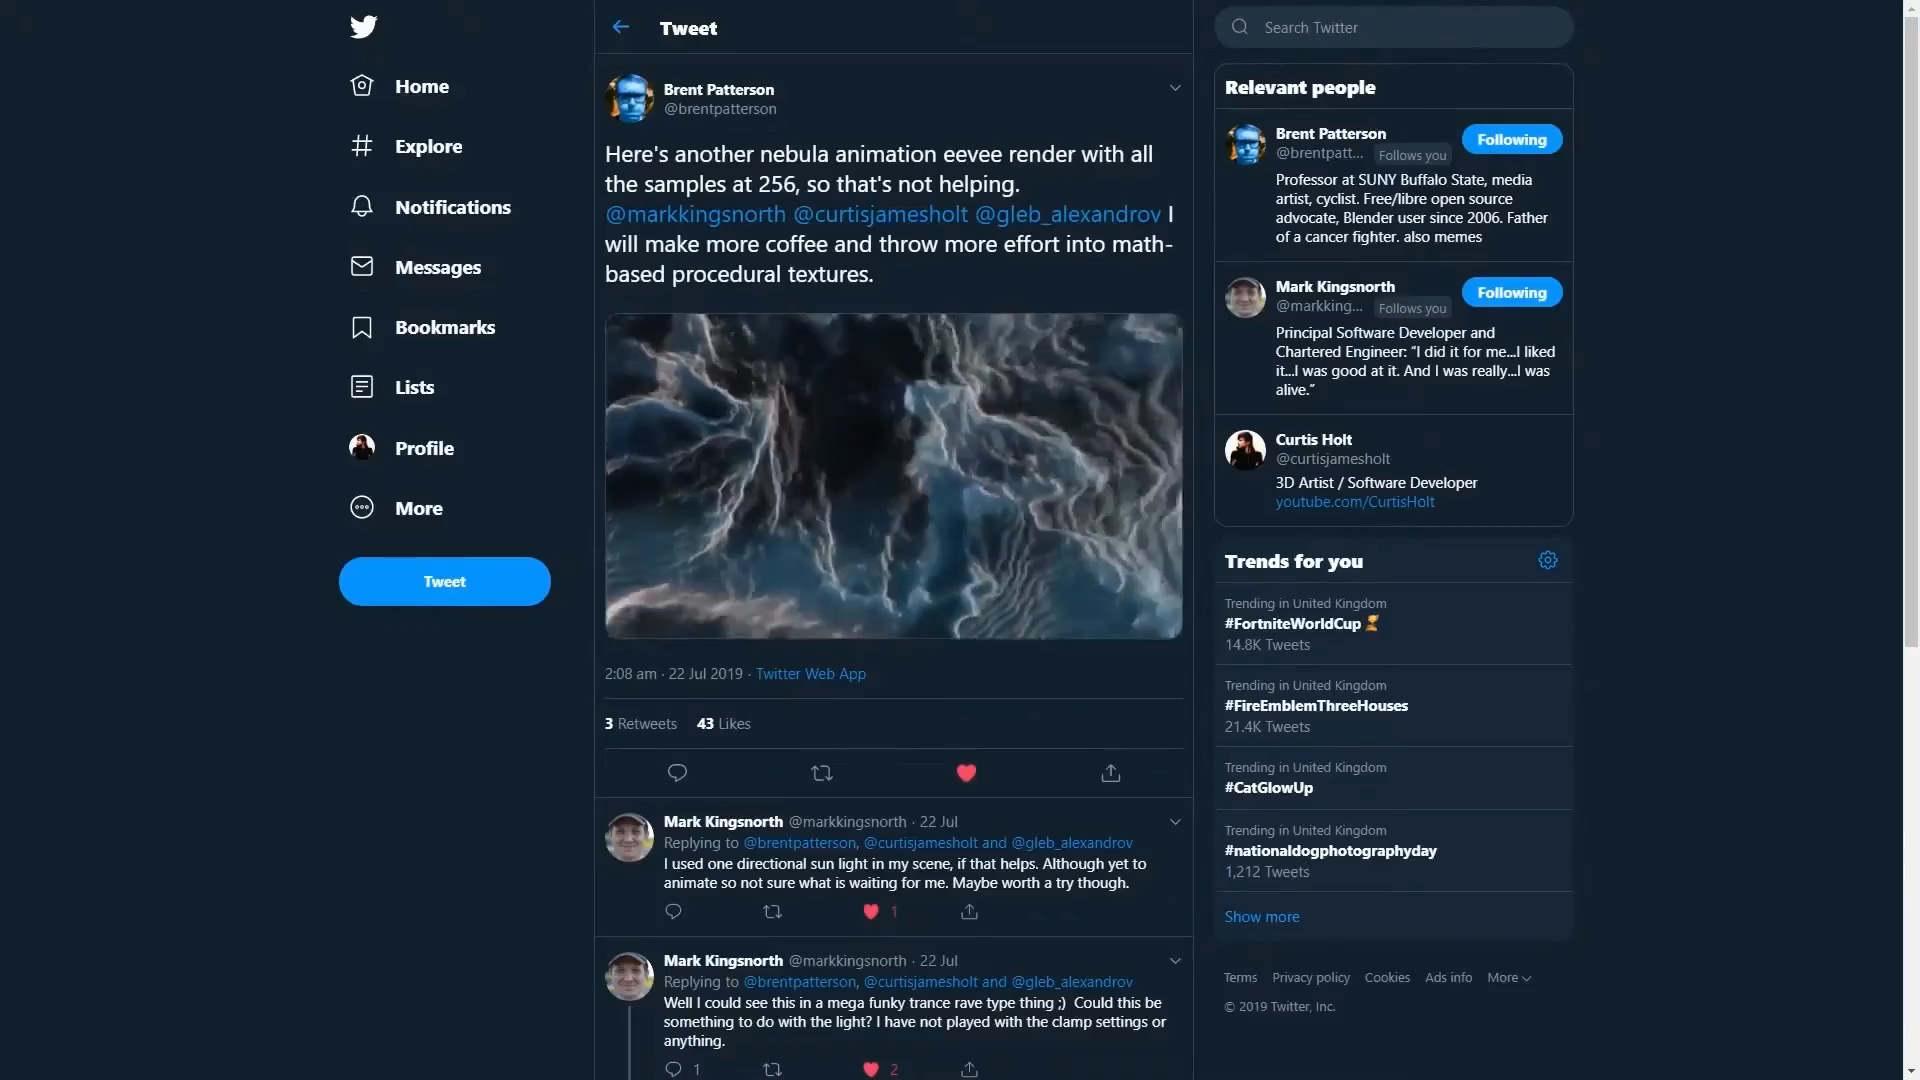 Home
Explore
Notifications
Messages
Bookmarks
Lists
Profile
More
Tweet
Tweet
Brent Patterson
@brentpatterson
Here's another nebula animation eevee render with all
the samples at 256, so that's not helping.
@markkingsnorth @curtisjamesholt @gleb_alexandrov I
will make more coffee and throw more effort into math-
based procedural textures.
2:08 am · 22 Jul 2019 · Twitter Web App
3 Retweets 43 Likes
Mark Kingsnorth @markkingsnorth · 22 Jul
Replying to @brentpatterson, @curtisjamesholt and @gleb_alexandrov
I used one directional sun light in my scene, if that helps. Although yet to
animate so not sure what is waiting for me. Maybe worth a try though.
1
Mark Kingsnorth @markkingsnorth · 22 Jul
Replying to @brentpatterson, @curtisjamesholt and @gleb_alexandrov
Well I could see this in a mega funky trance rave type thing ;) Could this be
something to do with the light? I have not played with the clamp settings or
anything.
1 2
Search Twitter
Relevant people
Brent Patterson
@brentpatt... Follows you
Following
Professor at SUNY Buffalo State, media
artist, cyclist. Free/libre open source
advocate, Blender user since 2006. Father
of a cancer fighter. also memes
Mark Kingsnorth
@markking... Follows you
Following
Principal Software Developer and
Chartered Engineer: “I did it for me...I liked
it...I was good at it. And I was really...I was
alive.”
Curtis Holt
@curtisjamesholt
3D Artist / Software Developer
youtube.com/CurtisHolt
Trends for you
Trending in United Kingdom
#FortniteWorldCup
14.8K Tweets
Trending in United Kingdom
#FireEmblemThreeHouses
21.4K Tweets
Trending in United Kingdom
#CatGlowUp
Trending in United Kingdom
#nationaldogphotographyday
1,212 Tweets
Show more
Terms Privacy policy Cookies Ads info More
© 2019 Twitter, Inc.